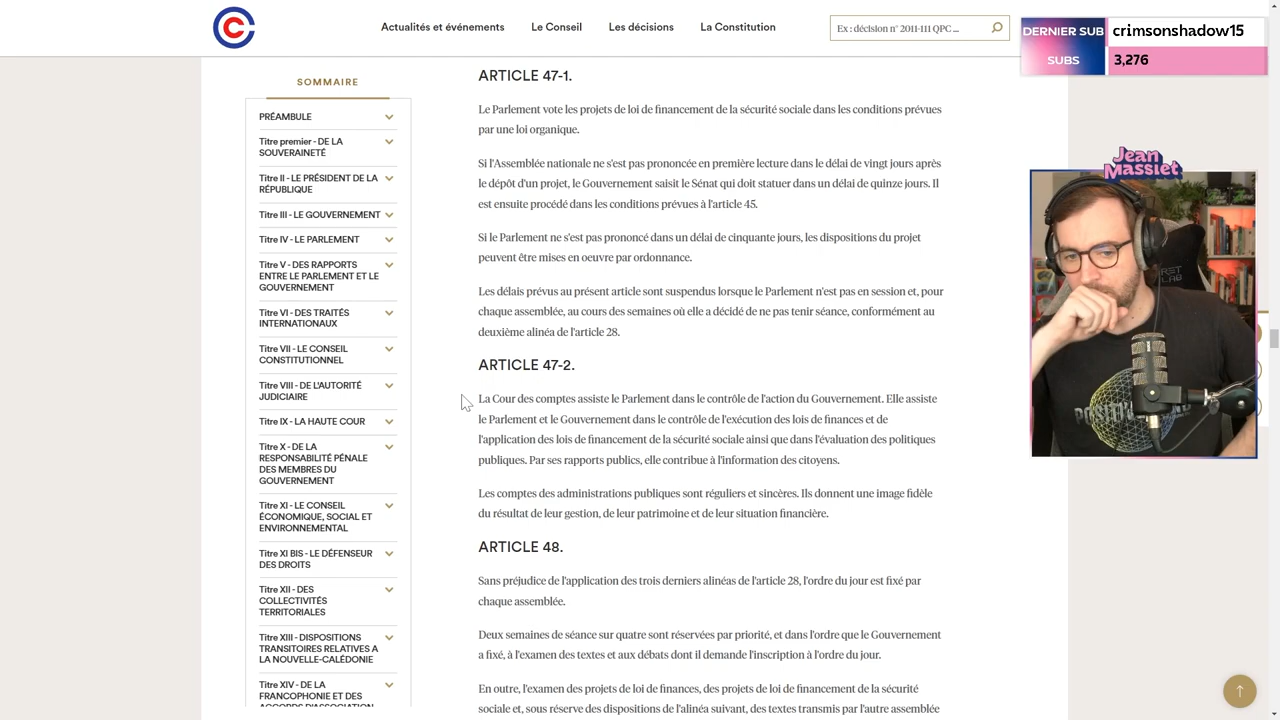 Actualités et événements
Le Conseil
Les décisions
La Constitution
Ex : décision n° 2011-111 QPC ...
DERNIER SUB
crimsonshadow15
SUBS
3,276
Jean
Massiet
SOMMAIRE
PRÉAMBULE
Titre premier - DE LA
SOUVERAINETÉ
Titre II - LE PRÉSIDENT DE LA
RÉPUBLIQUE
Titre III - LE GOUVERNEMENT
Titre IV - LE PARLEMENT
Titre V - DES RAPPORTS
ENTRE LE PARLEMENT ET LE
GOUVERNEMENT
Titre VI - DES TRAITÉS
INTERNATIONAUX
Titre VII - LE CONSEIL
CONSTITUTIONNEL
Titre VIII - DE L'AUTORITÉ
JUDICIAIRE
Titre IX - LA HAUTE COUR
Titre X - DE LA
RESPONSABILITÉ PÉNALE
DES MEMBRES DU
GOUVERNEMENT
Titre XI - LE CONSEIL
ÉCONOMIQUE, SOCIAL ET
ENVIRONNEMENTAL
Titre XI BIS - LE DÉFENSEUR
DES DROITS
Titre XII - DES
COLLECTIVITÉS
TERRITORIALES
Titre XIII - DISPOSITIONS
TRANSITOIRES RELATIVES A
LA NOUVELLE-CALÉDONIE
Titre XIV - DE LA
FRANCOPHONIE ET DES
ACCORDS D'ASSOCIATION
ARTICLE 47-1.
Le Parlement vote les projets de loi de financement de la sécurité sociale dans les conditions prévues
par une loi organique.
Si l'Assemblée nationale ne s'est pas prononcée en première lecture dans le délai de vingt jours après
le dépôt d'un projet, le Gouvernement saisit le Sénat qui doit statuer dans un délai de quinze jours. Il
est ensuite procédé dans les conditions prévues à l'article 45.
Si le Parlement ne s'est pas prononcé dans un délai de cinquante jours, les dispositions du projet
peuvent être mises en oeuvre par ordonnance.
Les délais prévus au présent article sont suspendus lorsque le Parlement n'est pas en session et, pour
chaque assemblée, au cours des semaines où elle a décidé de ne pas tenir séance, conformément au
deuxième alinéa de l'article 28.
ARTICLE 47-2.
La Cour des comptes assiste le Parlement dans le contrôle de l'action du Gouvernement. Elle assiste
le Parlement et le Gouvernement dans le contrôle de l'exécution des lois de finances et de
l'application des lois de financement de la sécurité sociale ainsi que dans l'évaluation des politiques
publiques. Par ses rapports publics, elle contribue à l'information des citoyens.
Les comptes des administrations publiques sont réguliers et sincères. Ils donnent une image fidèle
du résultat de leur gestion, de leur patrimoine et de leur situation financière.
ARTICLE 48.
Sans préjudice de l'application des trois derniers alinéas de l'article 28, l'ordre du jour est fixé par
chaque assemblée.
Deux semaines de séance sur quatre sont réservées par priorité, et dans l'ordre que le Gouvernement
a fixé, à l'examen des textes et aux débats dont il demande l'inscription à l'ordre du jour.
En outre, l'examen des projets de loi de finances, des projets de loi de financement de la sécurité
sociale et, sous réserve des dispositions de l'alinéa suivant, des textes transmis par l'autre assemblée